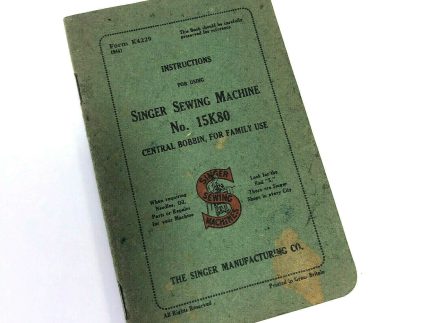 Form K4229
(841)
This Book should be carefully
preserved for reference.
INSTRUCTIONS
FOR USING
SINGER SEWING MACHINE
No. 15K80
CENTRAL BOBBIN, FOR FAMILY USE
When requiring
Needles, Oil,
Parts or Repairs
for your Machine
SINGER
SEWING
MACHINES
Look for the
Red "S."
There are Singer
Shops in every City
THE SINGER MANUFACTURING CO.
All Rights Reserved
Printed in Great Britain